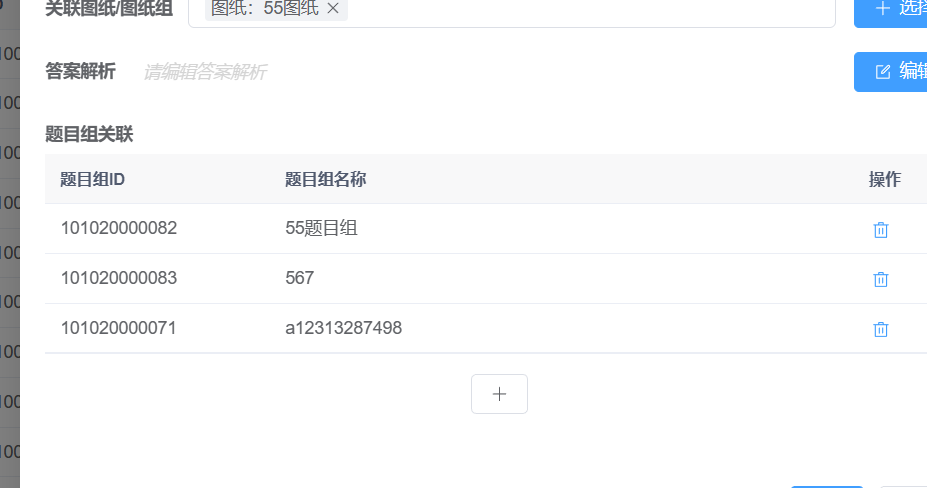 关联图纸/图纸组 图纸：55图纸
答案解析 请编辑答案解析 编辑
题目组关联
题目组ID 题目组名称 操作
101020000082 55题目组
101020000083 567
101020000071 a12313287498